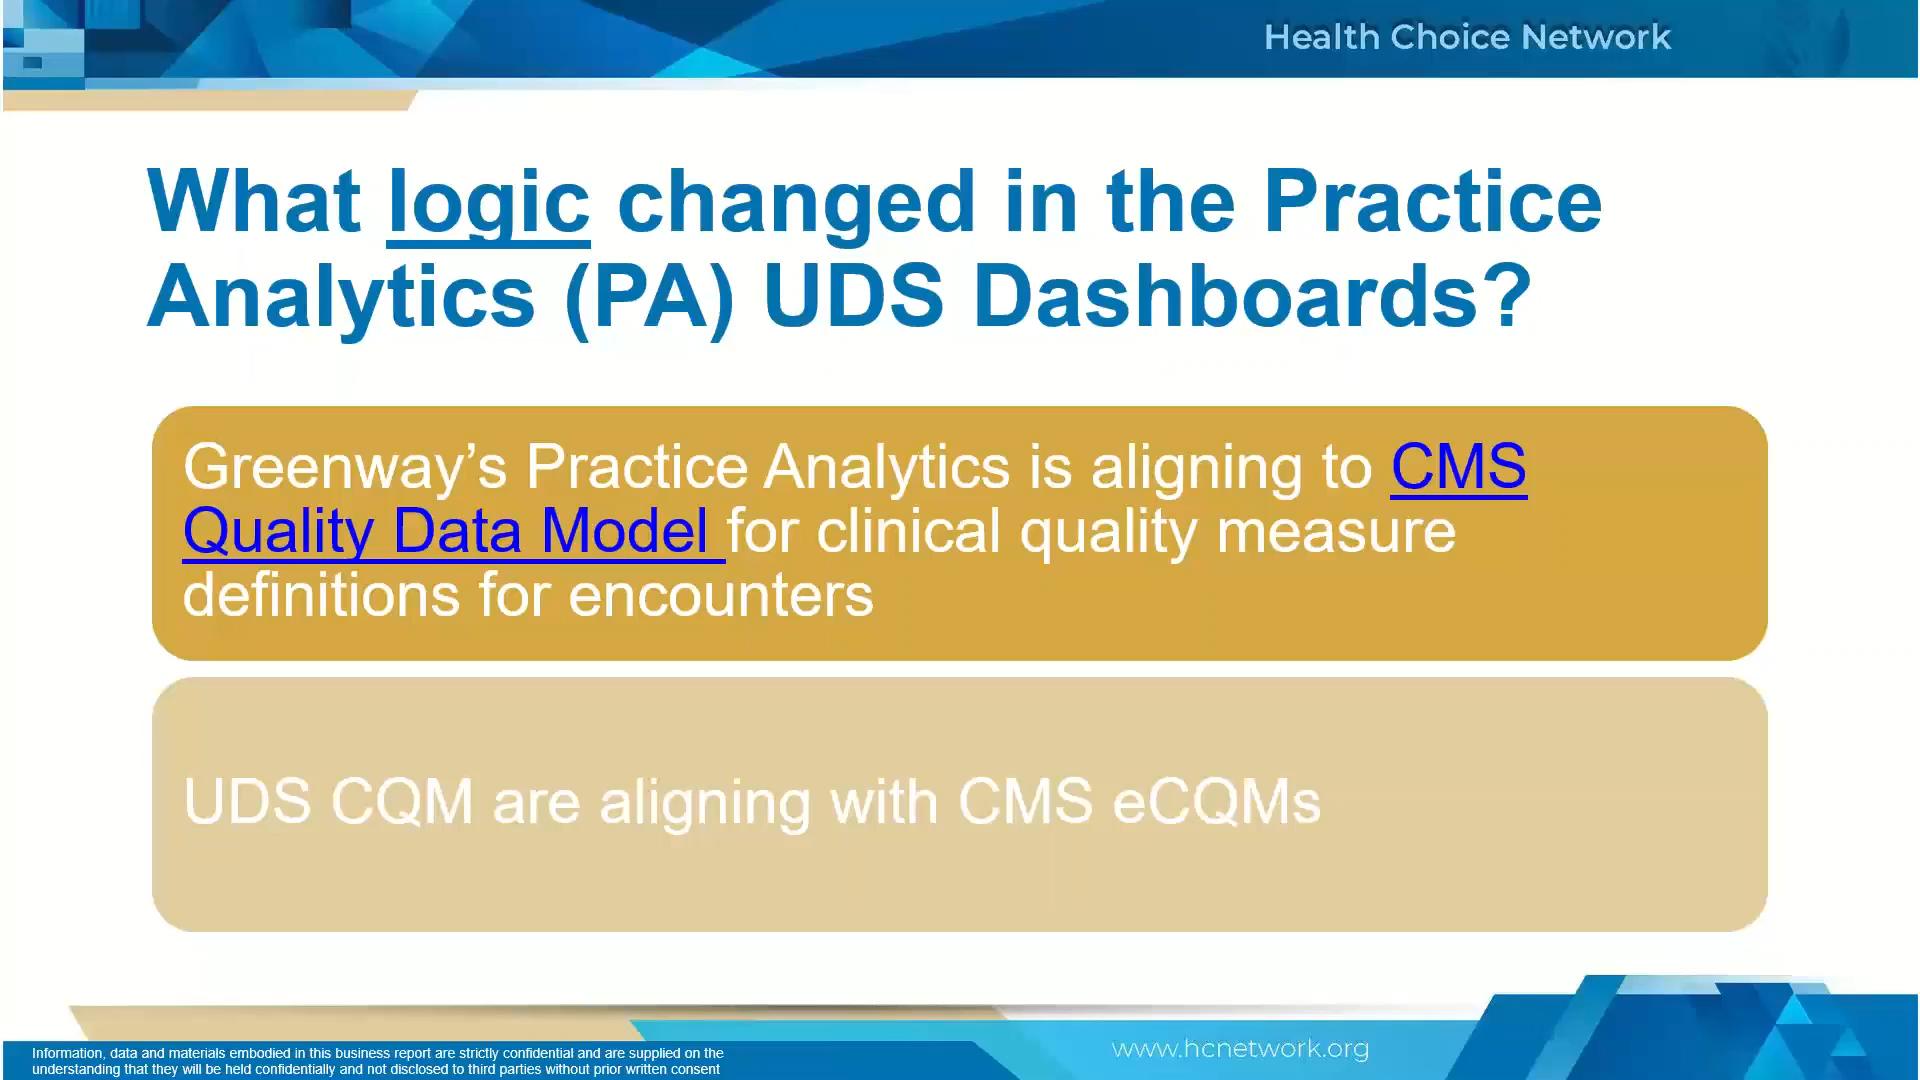 Health Choice Network
What logic changed in the Practice
Analytics (PA) UDS Dashboards?
Greenway’s Practice Analytics is aligning to CMS
Quality Data Model for clinical quality measure
definitions for encounters
UDS CQM are aligning with CMS eCQMs
www.hcnetwork.org
Information, data and materials embodied in this business report are strictly confidential and are supplied on the
understanding that they will be held confidentially and not disclosed to third parties without prior written consent